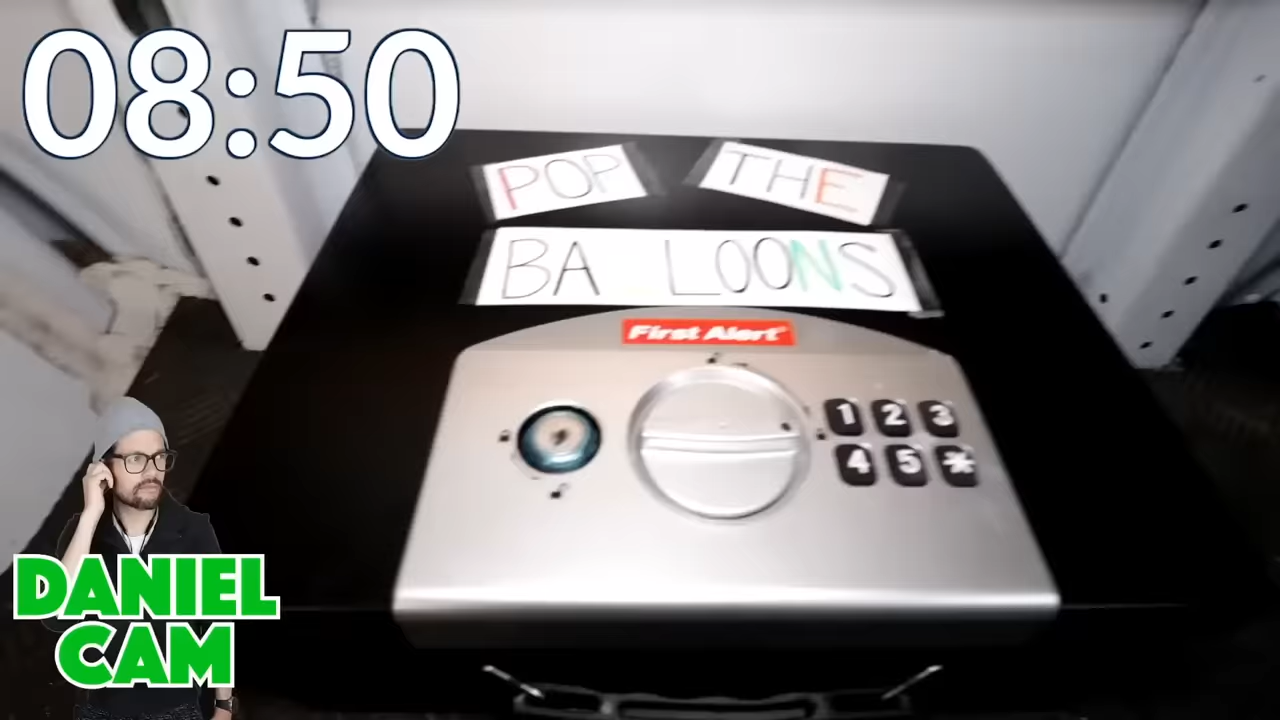 08:50
POP THE
BA LOONS
First Alert
1 2 3
4 5 *
DANIEL
CAM